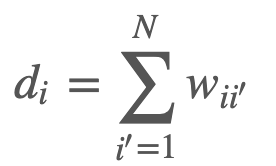 d_i = \sum_{i'=1}^{N} w_{ii'}